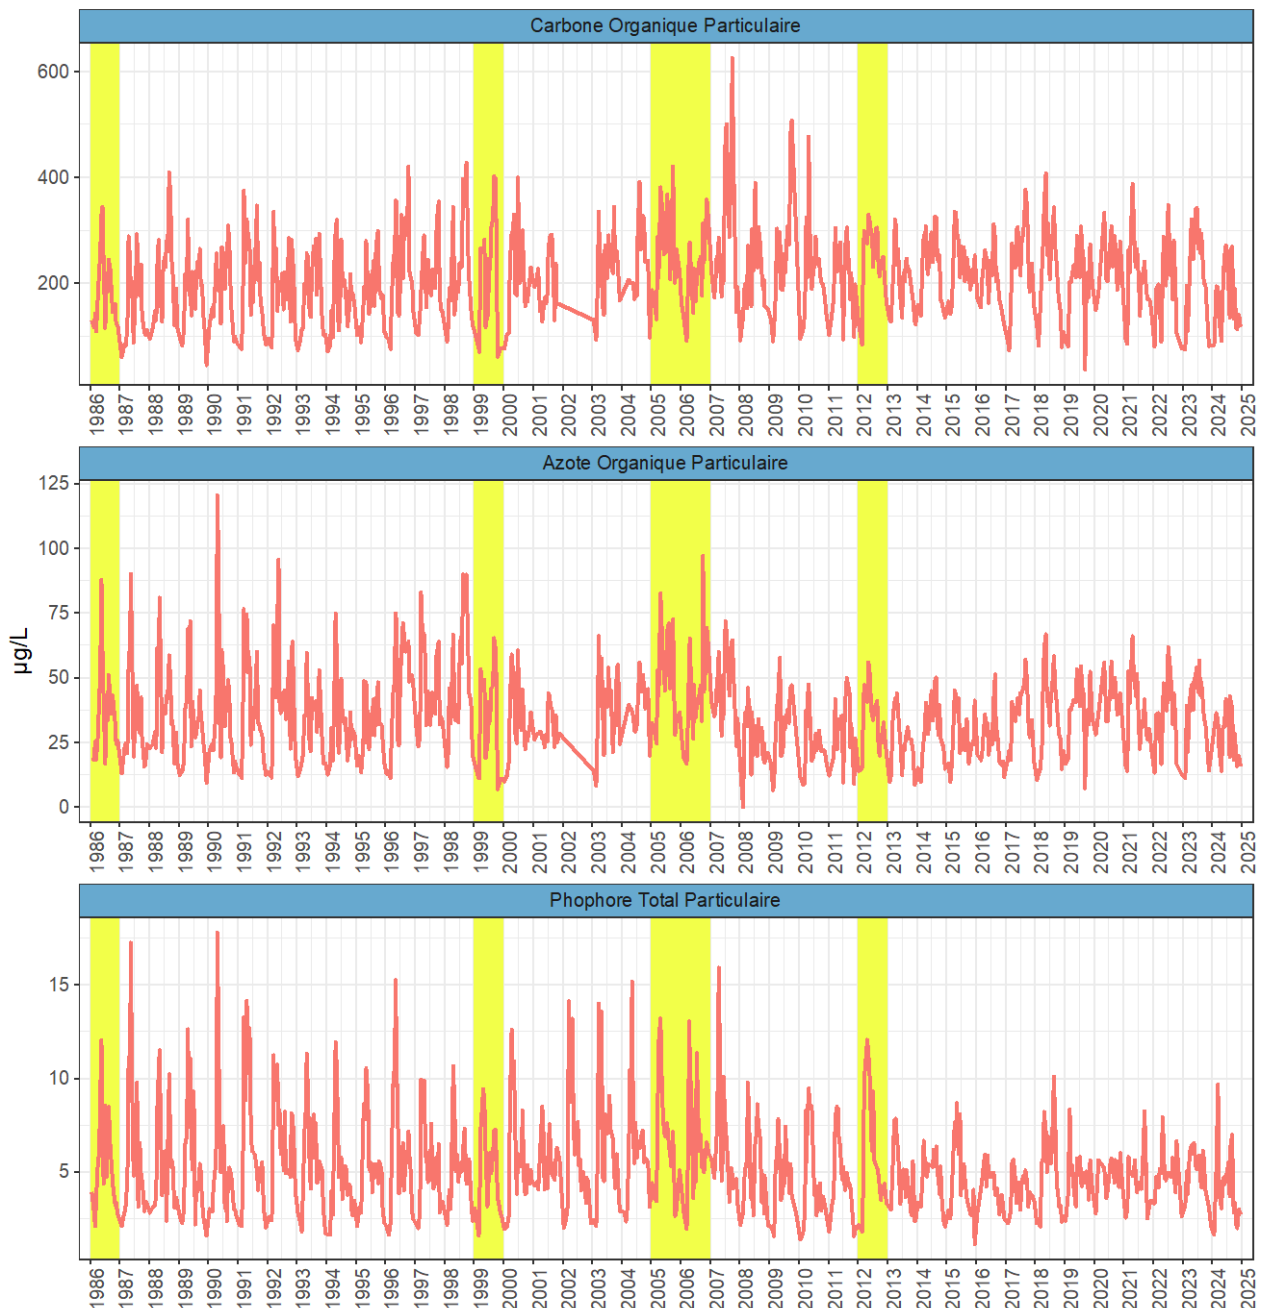 Carbone Organique Particulaire
600
400
200
1986 1987 1988 1989 1990 1991 1992 1993 1994 1995 1996 1997 1998 1999 2000 2001 2002 2003 2004 2005 2006 2007 2008 2009 2010 2011 2012 2013 2014 2015 2016 2017 2018 2019 2020 2021 2022 2023 2024 2025
Azote Organique Particulaire
125
100
75
50
25
0
µg/L
1986 1987 1988 1989 1990 1991 1992 1993 1994 1995 1996 1997 1998 1999 2000 2001 2002 2003 2004 2005 2006 2007 2008 2009 2010 2011 2012 2013 2014 2015 2016 2017 2018 2019 2020 2021 2022 2023 2024 2025
Phophore Total Particulaire
15
10
5
1986 1987 1988 1989 1990 1991 1992 1993 1994 1995 1996 1997 1998 1999 2000 2001 2002 2003 2004 2005 2006 2007 2008 2009 2010 2011 2012 2013 2014 2015 2016 2017 2018 2019 2020 2021 2022 2023 2024 2025